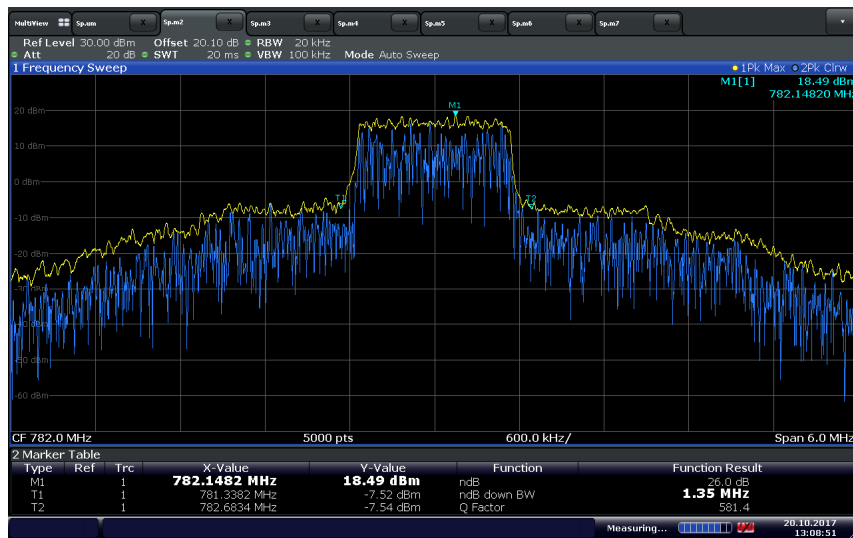 MultiView Sp.um X Sp.m2 X Sp.m3 X Sp.m4 X Sp.m5 X Sp.m6 X Sp.m7 X
Ref Level 30.00 dBm Offset 20.10 dB RBW 20 kHz
Att 20 dB SWT 20 ms VBW 100 kHz Mode Auto Sweep
1 Frequency Sweep 1Pk Max 2Pk Clrw
M1[1] 18.49 dBm
782.14820 MHz
M1
20 dBm
10 dBm
0 dBm
T1 T2
-10 dBm
-20 dBm
-30 dBm
-50 dBm
-60 dBm
CF 782.0 MHz 5000 pts 600.0 kHz/ Span 6.0 MHz
2 Marker Table
Type Ref Trc X-Value Y-Value Function Function Result
M1 1 782.1482 MHz 18.49 dBm ndB 26.0 dB
T1 1 781.3382 MHz -7.52 dBm ndB down BW 1.35 MHz
T2 1 782.6834 MHz -7.54 dBm Q Factor 581.4
Measuring... 20.10.2017
13:08:51